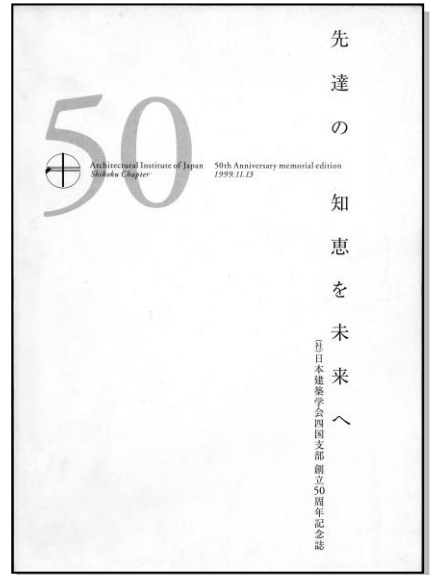 先達の 知恵を未来へ
(社)日本建築学会四国支部 創立50周年記念誌
50
Architectural Institute of Japan 50th Anniversary memorial edition
Shikoku Chapter 1999.11.13